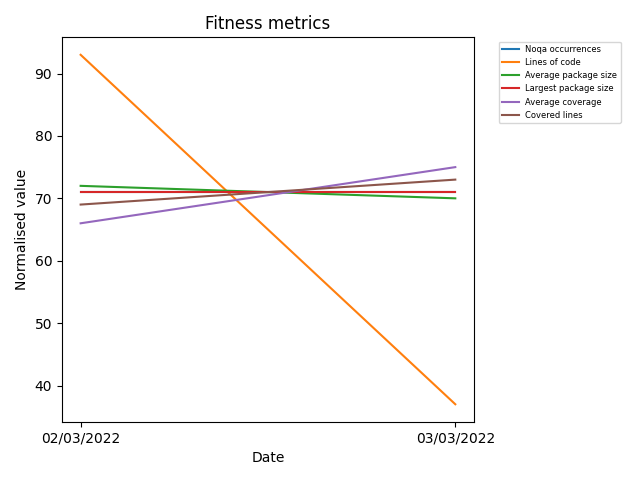 Fitness metrics
Noqa occurrences
Lines of code
Average package size
Largest package size
Average coverage
Covered lines
Normalised value
90
80
70
60
50
40
02/03/2022 03/03/2022
Date